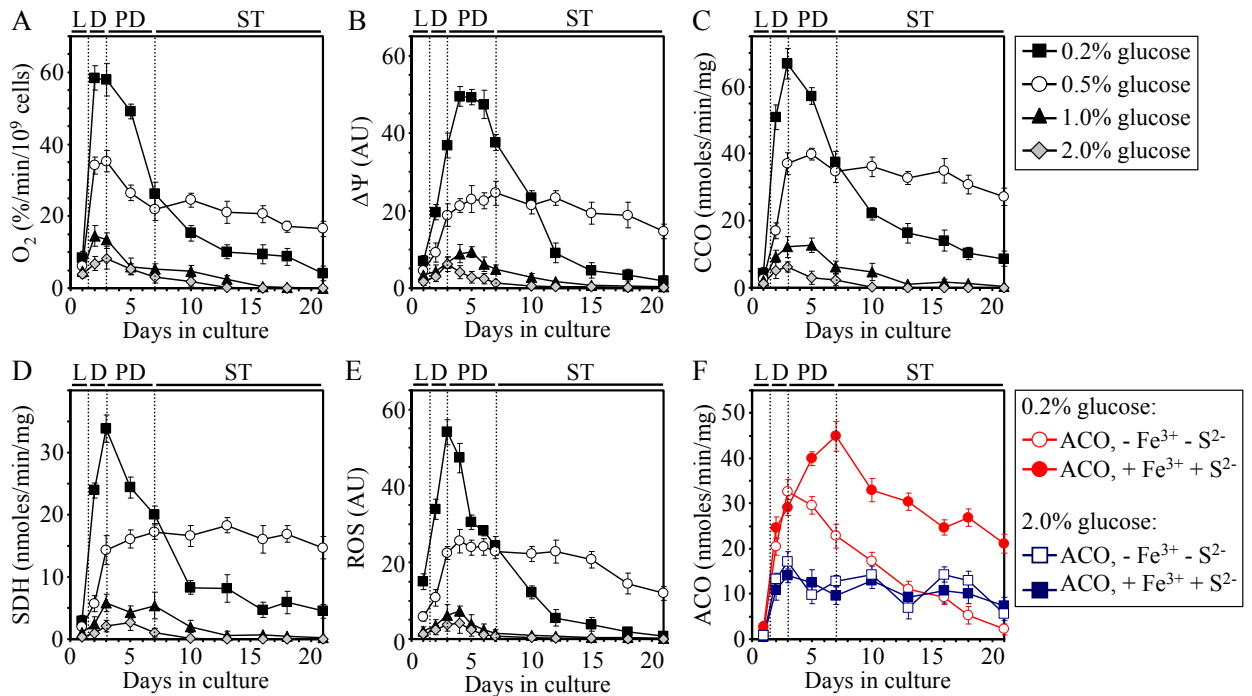 A
L D PD ST
O₂ (%/min/10⁹ cells)
60
40
20
0
0 5 10 15 20
Days in culture
B
L D PD ST
ΔΨ (AU)
60
40
20
0
0 5 10 15 20
Days in culture
C
L D PD ST
CCO (nmoles/min/mg)
70
60
50
40
30
20
10
0
0 5 10 15 20
Days in culture
0.2% glucose
0.5% glucose
1.0% glucose
2.0% glucose
D
L D PD ST
SDH (nmoles/min/mg)
30
20
10
0
0 5 10 15 20
Days in culture
E
L D PD ST
ROS (AU)
60
40
20
0
0 5 10 15 20
Days in culture
F
L D PD ST
ACO (nmoles/min/mg)
50
40
30
20
10
0
0 5 10 15 20
Days in culture
0.2% glucose:
ACO, - Fe³⁺ - S²⁻
ACO, + Fe³⁺ + S²⁻
2.0% glucose:
ACO, - Fe³⁺ - S²⁻
ACO, + Fe³⁺ + S²⁻